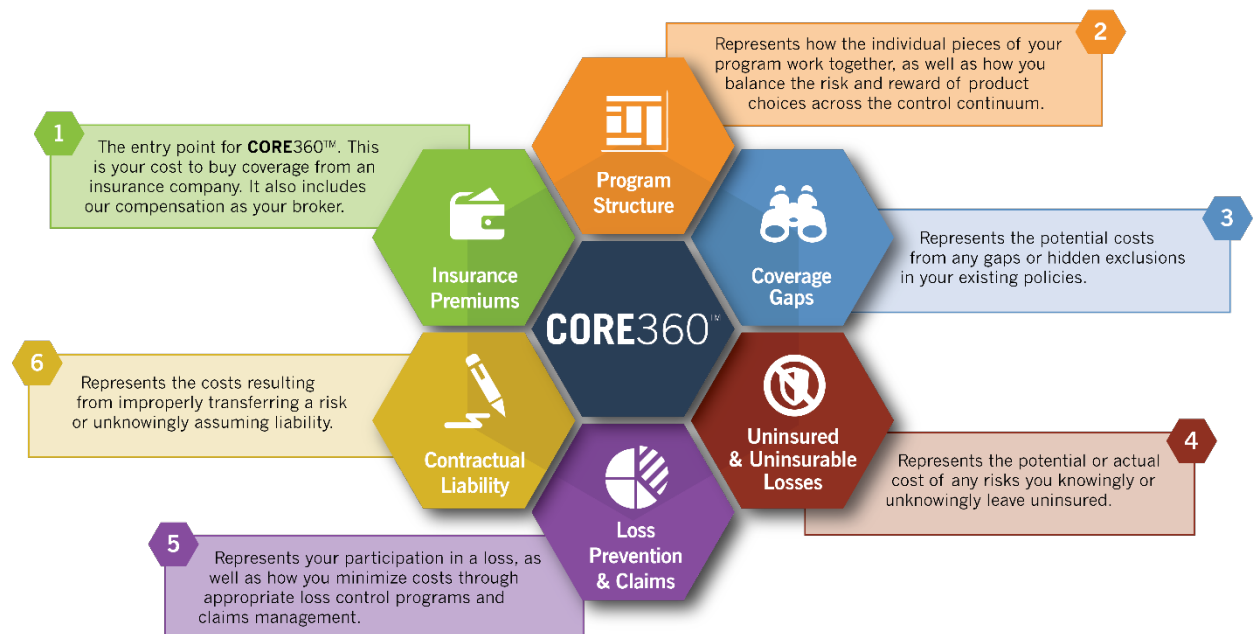 1
The entry point for CORE360™. This
is your cost to buy coverage from an
insurance company. It also includes
our compensation as your broker.
Insurance
Premiums
2
Represents how the individual pieces of your
program work together, as well as how you
balance the risk and reward of product
choices across the control continuum.
Program
Structure
3
Represents the potential costs
from any gaps or hidden exclusions
in your existing policies.
Coverage
Gaps
CORE360™
4
Represents the potential or actual
cost of any risks you knowingly or
unknowingly leave uninsured.
Uninsured
& Uninsurable
Losses
5
Represents your participation in a loss, as
well as how you minimize costs through
appropriate loss control programs and
claims management.
Loss
Prevention
& Claims
6
Represents the costs resulting
from improperly transferring a risk
or unknowingly assuming liability.
Contractual
Liability